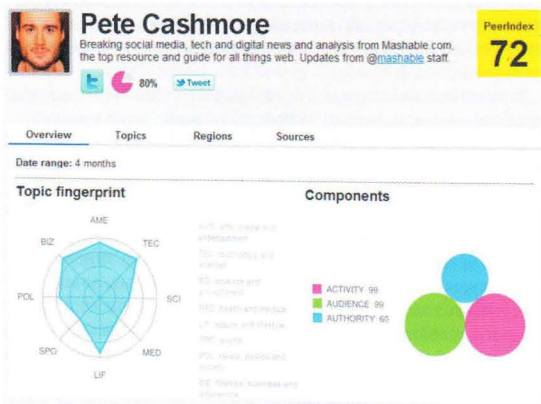 Pete Cashmore
Breaking social media, tech and digital news and analysis from Mashable.com,
the top resource and guide for all things web. Updates from @mashable staff.
80%
Tweet
PeerIndex
72
Overview
Topics
Regions
Sources
Date range: 4 months
Topic fingerprint
AME
TEC
SCI
MED
LIF
SPO
POL
BIZ
Components
ACTIVITY 99
AUDIENCE 99
AUTHORITY 60